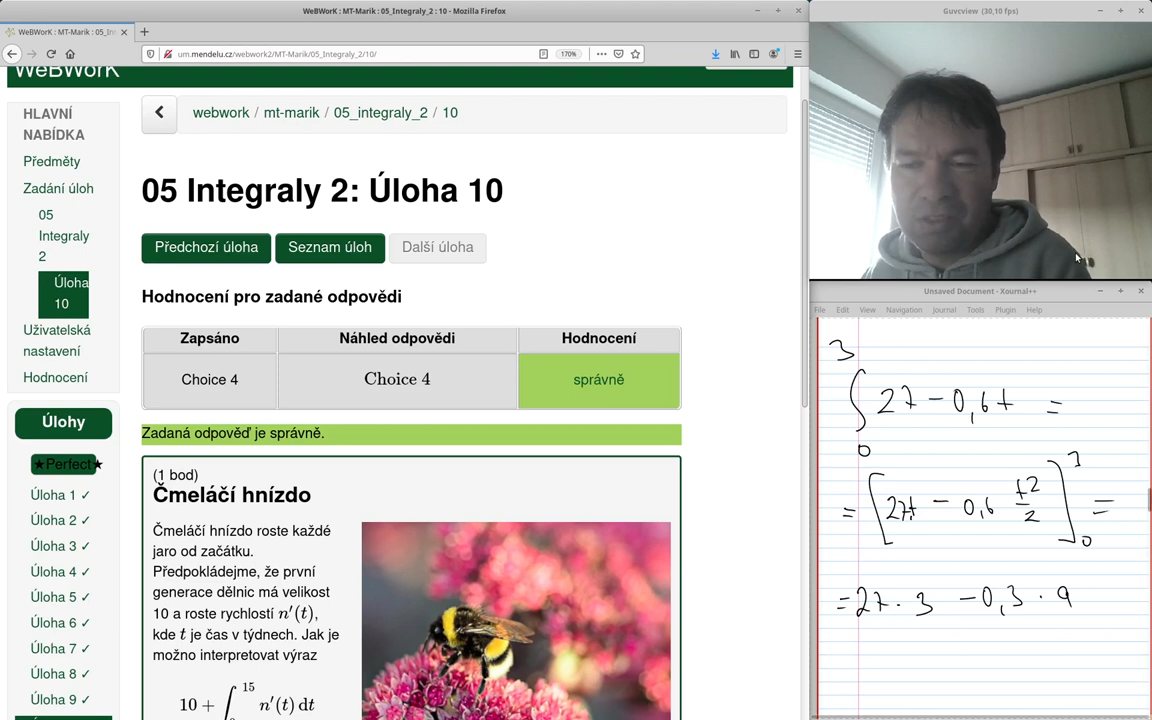 WeBWorK : MT-Marik : 05_Integraly_2 : 10 - Mozilla Firefox
WeBWorK : MT-Marik : 05_Int
um.mendelu.cz/webwork2/MT-Marik/05_Integraly_2/10/
170%
WeBWorK
HLAVNÍ
NABÍDKA
Předměty
Zadání úloh
05
Integraly
2
Úloha
10
Uživatelská
nastavení
Hodnocení
Úlohy
★Perfect★
Úloha 1 ✓
Úloha 2 ✓
Úloha 3 ✓
Úloha 4 ✓
Úloha 5 ✓
Úloha 6 ✓
Úloha 7 ✓
Úloha 8 ✓
Úloha 9 ✓
webwork / mt-marik / 05_integraly_2 / 10
05 Integraly 2: Úloha 10
Předchozí úloha Seznam úloh Další úloha
Hodnocení pro zadané odpovědi
Zapsáno Náhled odpovědi Hodnocení
Choice 4 Choice 4 správně
Zadaná odpověď je správně.
(1 bod)
Čmeláčí hnízdo
Čmeláčí hnízdo roste každé
jaro od začátku.
Předpokládejme, že první
generace dělnic má velikost
10 a roste rychlostí n′(t),
kde t je čas v týdnech. Jak je
možno interpretovat výraz
10 + ∫ 15 n′(t) dt
Guvcview (30,10 fps)
Unsaved Document - Xournal++
File Edit View Navigation Journal Tools Plugin Help
3
∫ 27 − 0,6 t =
0
= [27t − 0,6 t2/2] 3 0 =
= 27 · 3 − 0,3 · 9